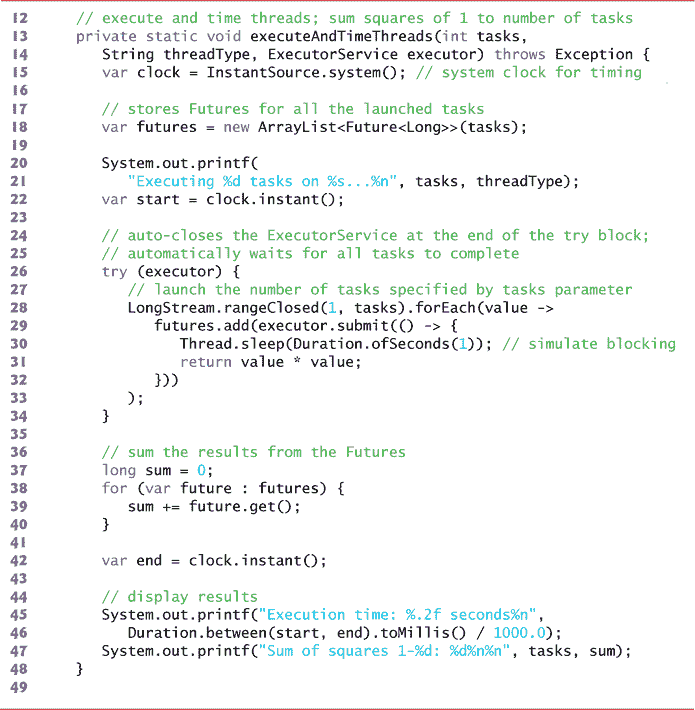 12 // execute and time threads; sum squares of 1 to number of tasks
13 private static void executeAndTimeThreads(int tasks,
14 String threadType, ExecutorService executor) throws Exception {
15 var clock = InstantSource.system(); // system clock for timing
16
17 // stores Futures for all the launched tasks
18 var futures = new ArrayList<Future<Long>>(tasks);
19
20 System.out.printf(
21 "Executing %d tasks on %s...%n", tasks, threadType);
22 var start = clock.instant();
23
24 // auto-closes the ExecutorService at the end of the try block;
25 // automatically waits for all tasks to complete
26 try (executor) {
27 // launch the number of tasks specified by tasks parameter
28 LongStream.rangeClosed(1, tasks).forEach(value ->
29 futures.add(executor.submit(() -> {
30 Thread.sleep(Duration.ofSeconds(1)); // simulate blocking
31 return value * value;
32 }))
33 );
34 }
35
36 // sum the results from the Futures
37 long sum = 0;
38 for (var future : futures) {
39 sum += future.get();
40 }
41
42 var end = clock.instant();
43
44 // display results
45 System.out.printf("Execution time: %.2f seconds%n",
46 Duration.between(start, end).toMillis() / 1000.0);
47 System.out.printf("Sum of squares 1-%d: %d%n%n", tasks, sum);
48 }
49